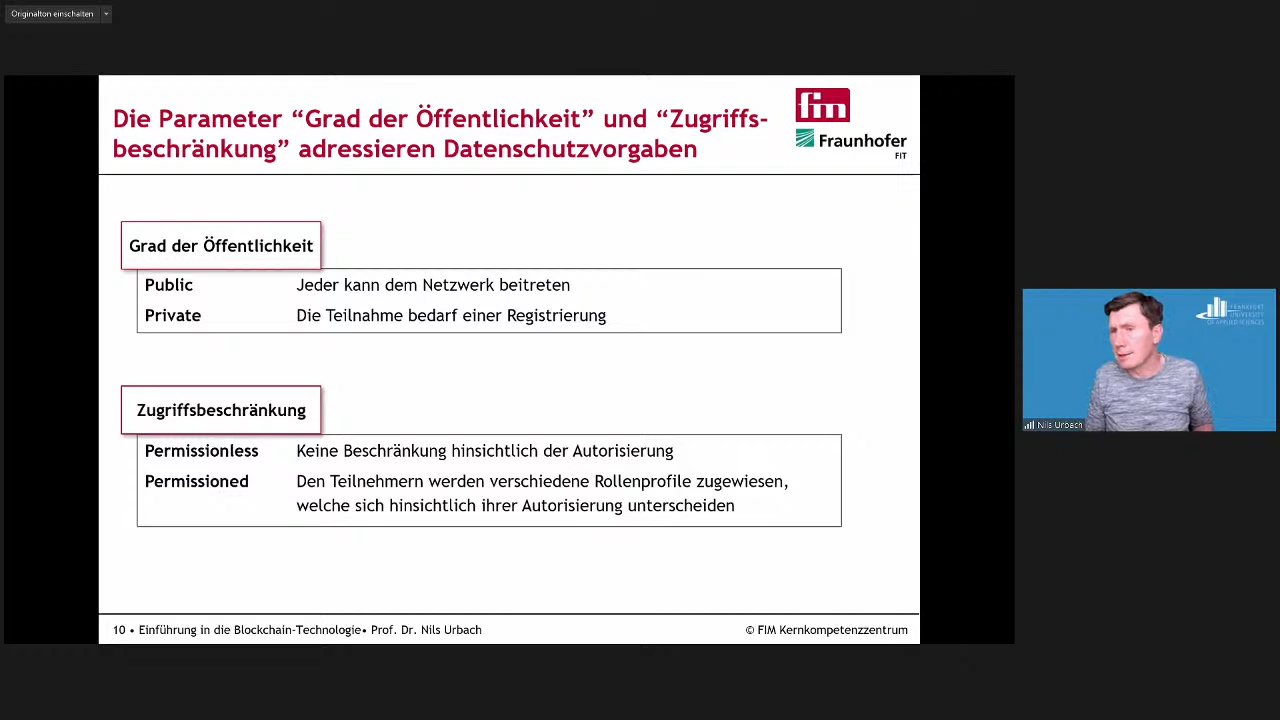 Originalton einschalten
Die Parameter “Grad der Öffentlichkeit” und “Zugriffs-
beschränkung” adressieren Datenschutzvorgaben
fim
Fraunhofer
FIT
Grad der Öffentlichkeit
Public Jeder kann dem Netzwerk beitreten
Private Die Teilnahme bedarf einer Registrierung
Zugriffsbeschränkung
Permissionless Keine Beschränkung hinsichtlich der Autorisierung
Permissioned Den Teilnehmern werden verschiedene Rollenprofile zugewiesen,
welche sich hinsichtlich ihrer Autorisierung unterscheiden
10 • Einführung in die Blockchain-Technologie• Prof. Dr. Nils Urbach
© FIM Kernkompetenzzentrum
FRANKFURT
UNIVERSITY
OF APPLIED SCIENCES
Nils Urbach